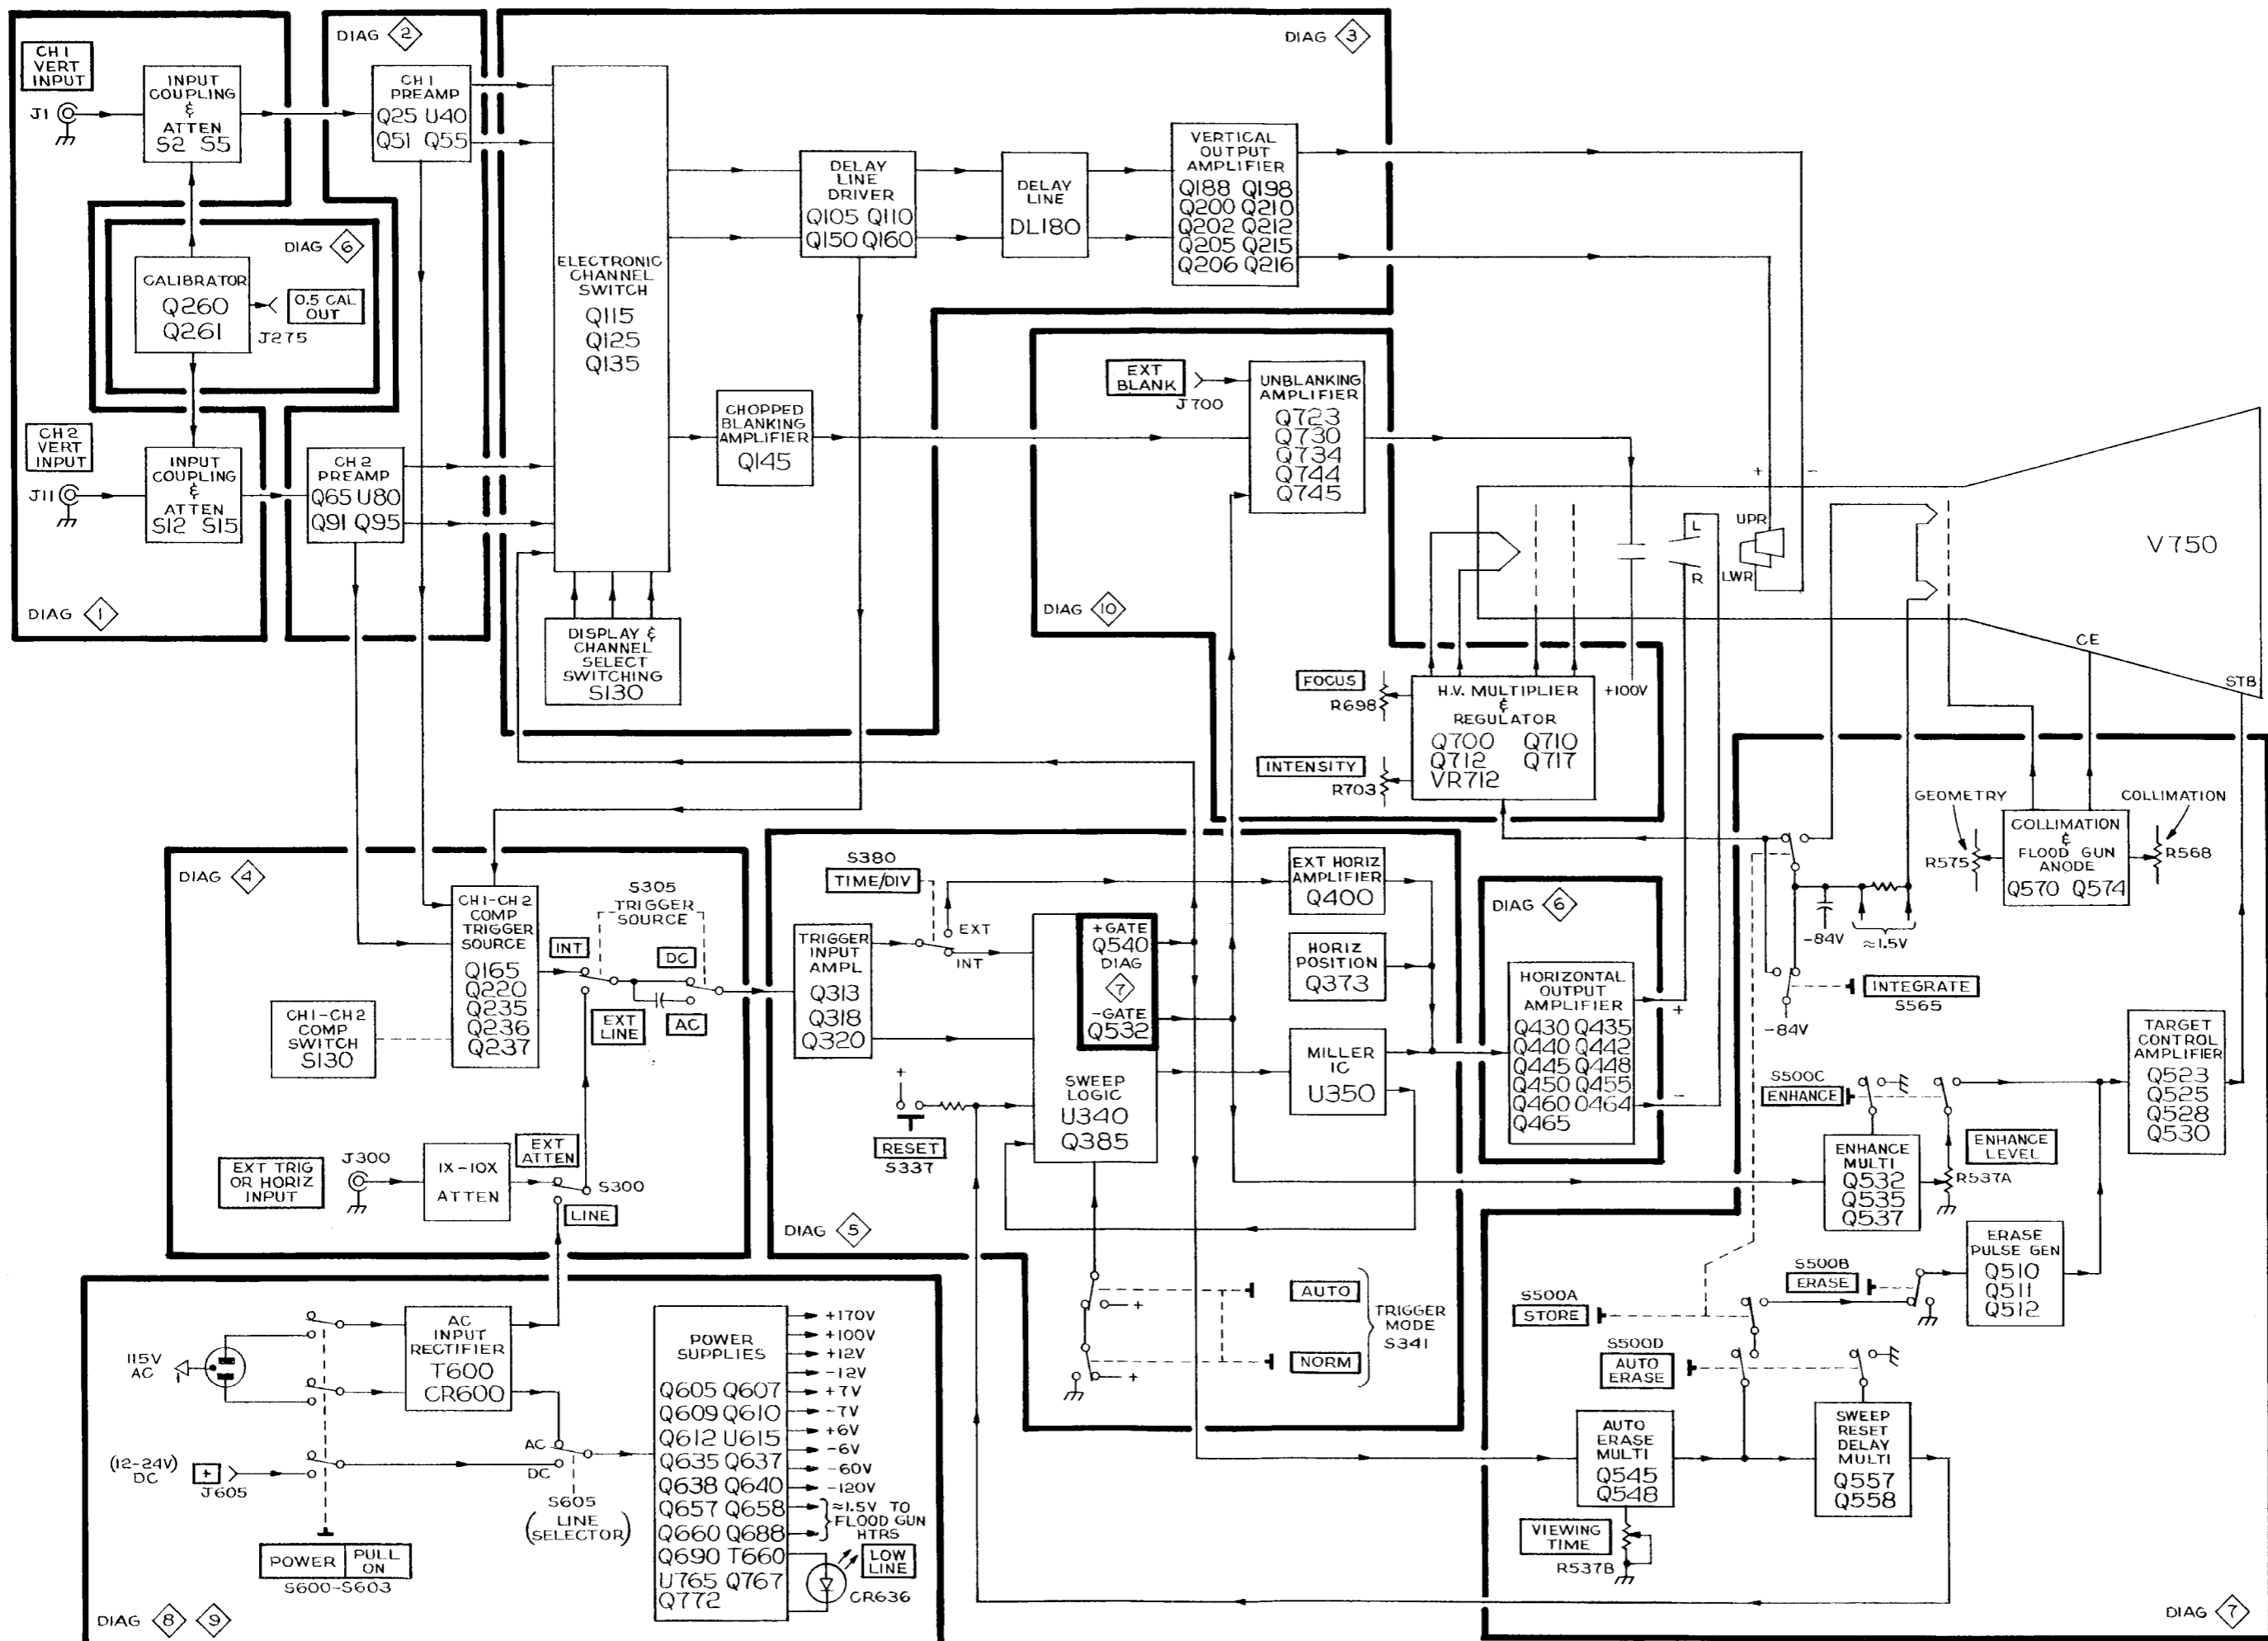 CH 1
VERT
INPUT
J1
INPUT
COUPLING
&
ATTEN
S2 S5
DIAG 2
CH 1
PREAMP
Q25 U40
Q51 Q55
DIAG 3
DIAG 6
CALIBRATOR
Q260
Q261
0.5 CAL
OUT
J275
CH 2
VERT
INPUT
J11
INPUT
COUPLING
&
ATTEN
S12 S15
CH 2
PREAMP
Q65 U80
Q91 Q95
DIAG 1
ELECTRONIC
CHANNEL
SWITCH
Q115
Q125
Q135
DISPLAY &
CHANNEL
SELECT
SWITCHING
S130
DELAY
LINE
DRIVER
Q105 Q110
Q150 Q160
DELAY
LINE
DL180
VERTICAL
OUTPUT
AMPLIFIER
Q188 Q198
Q200 Q210
Q202 Q212
Q205 Q215
Q206 Q216
CHOPPED
BLANKING
AMPLIFIER
Q145
EXT
BLANK
J700
UNBLANKING
AMPLIFIER
Q723
Q730
Q734
Q744
Q745
DIAG 10
+
-
L
R
UPR
LWR
V750
CE
STB
FOCUS
R698
INTENSITY
R703
H.V. MULTIPLIER
&
REGULATOR
Q700 Q710
Q712 Q717
VR712
+100V
GEOMETRY
COLLIMATION
R575
COLLIMATION
&
FLOOD GUN
ANODE
Q570 Q574
R568
-84V
≈1.5V
INTEGRATE
S565
-84V
DIAG 4
CH1-CH2
COMP
TRIGGER
SOURCE
Q165
Q220
Q235
Q236
Q237
CH1-CH2
COMP
SWITCH
S130
S305
TRIGGER
SOURCE
INT
DC
EXT
LINE
AC
EXT TRIG
OR HORIZ
INPUT
J300
1X-10X
ATTEN
EXT
ATTEN
S300
LINE
S380
TIME/DIV
EXT
INT
TRIGGER
INPUT
AMPL
Q313
Q318
Q320
+
RESET
S337
DIAG 5
+GATE
Q540
DIAG
7
-GATE
Q532
SWEEP
LOGIC
U340
Q385
EXT HORIZ
AMPLIFIER
Q400
HORIZ
POSITION
Q373
MILLER
IC
U350
DIAG 6
HORIZONTAL
OUTPUT
AMPLIFIER
Q430 Q435
Q440 Q442
Q445 Q448
Q450 Q455
Q460 Q464
Q465
+
-
AUTO
+
NORM
+
TRIGGER
MODE
S341
S500C
ENHANCE
ENHANCE
MULTI
Q532
Q535
Q537
ENHANCE
LEVEL
R537A
TARGET
CONTROL
AMPLIFIER
Q523
Q525
Q528
Q530
ERASE
PULSE GEN
Q510
Q511
Q512
S500B
ERASE
S500A
STORE
S500D
AUTO
ERASE
AUTO
ERASE
MULTI
Q545
Q548
SWEEP
RESET
DELAY
MULTI
Q557
Q558
VIEWING
TIME
R537B
DIAG 7
115V
AC
1
(12-24V)
DC
+
J605
AC
INPUT
RECTIFIER
T600
CR600
AC
DC
S605
(LINE
SELECTOR)
POWER PULL
ON
S600-S603
POWER
SUPPLIES
Q605 Q607
Q609 Q610
Q612 U615
Q635 Q637
Q638 Q640
Q657 Q658
Q660 Q688
Q690 T660
U765 Q767
Q772
+170V
+100V
+12V
-12V
+7V
-7V
+6V
-6V
-60V
-120V
≈1.5V TO
FLOOD GUN
HTRS
LOW
LINE
CR636
DIAG 8 9